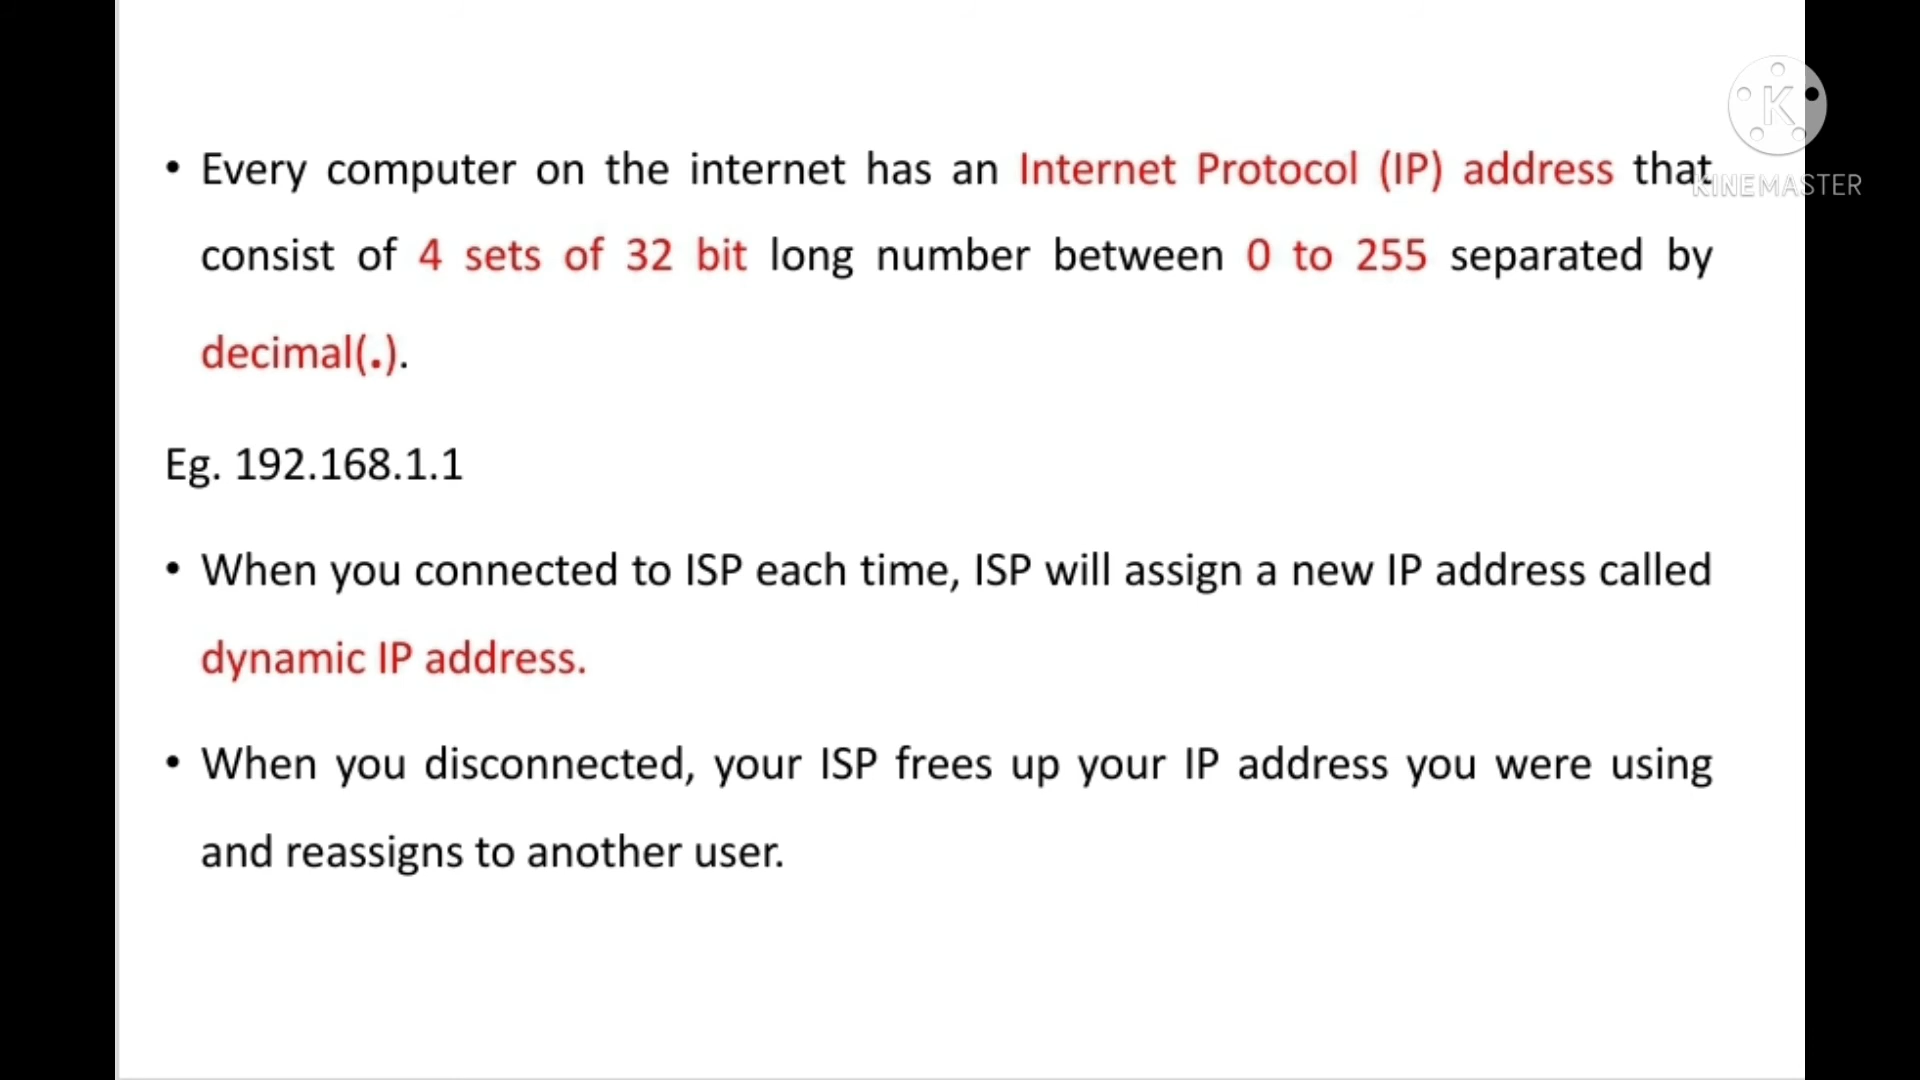 • Every computer on the internet has an Internet Protocol (IP) address that
consist of 4 sets of 32 bit long number between 0 to 255 separated by
decimal(.).
Eg. 192.168.1.1
• When you connected to ISP each time, ISP will assign a new IP address called
dynamic IP address.
• When you disconnected, your ISP frees up your IP address you were using
and reassigns to another user.
K
KINEMASTER